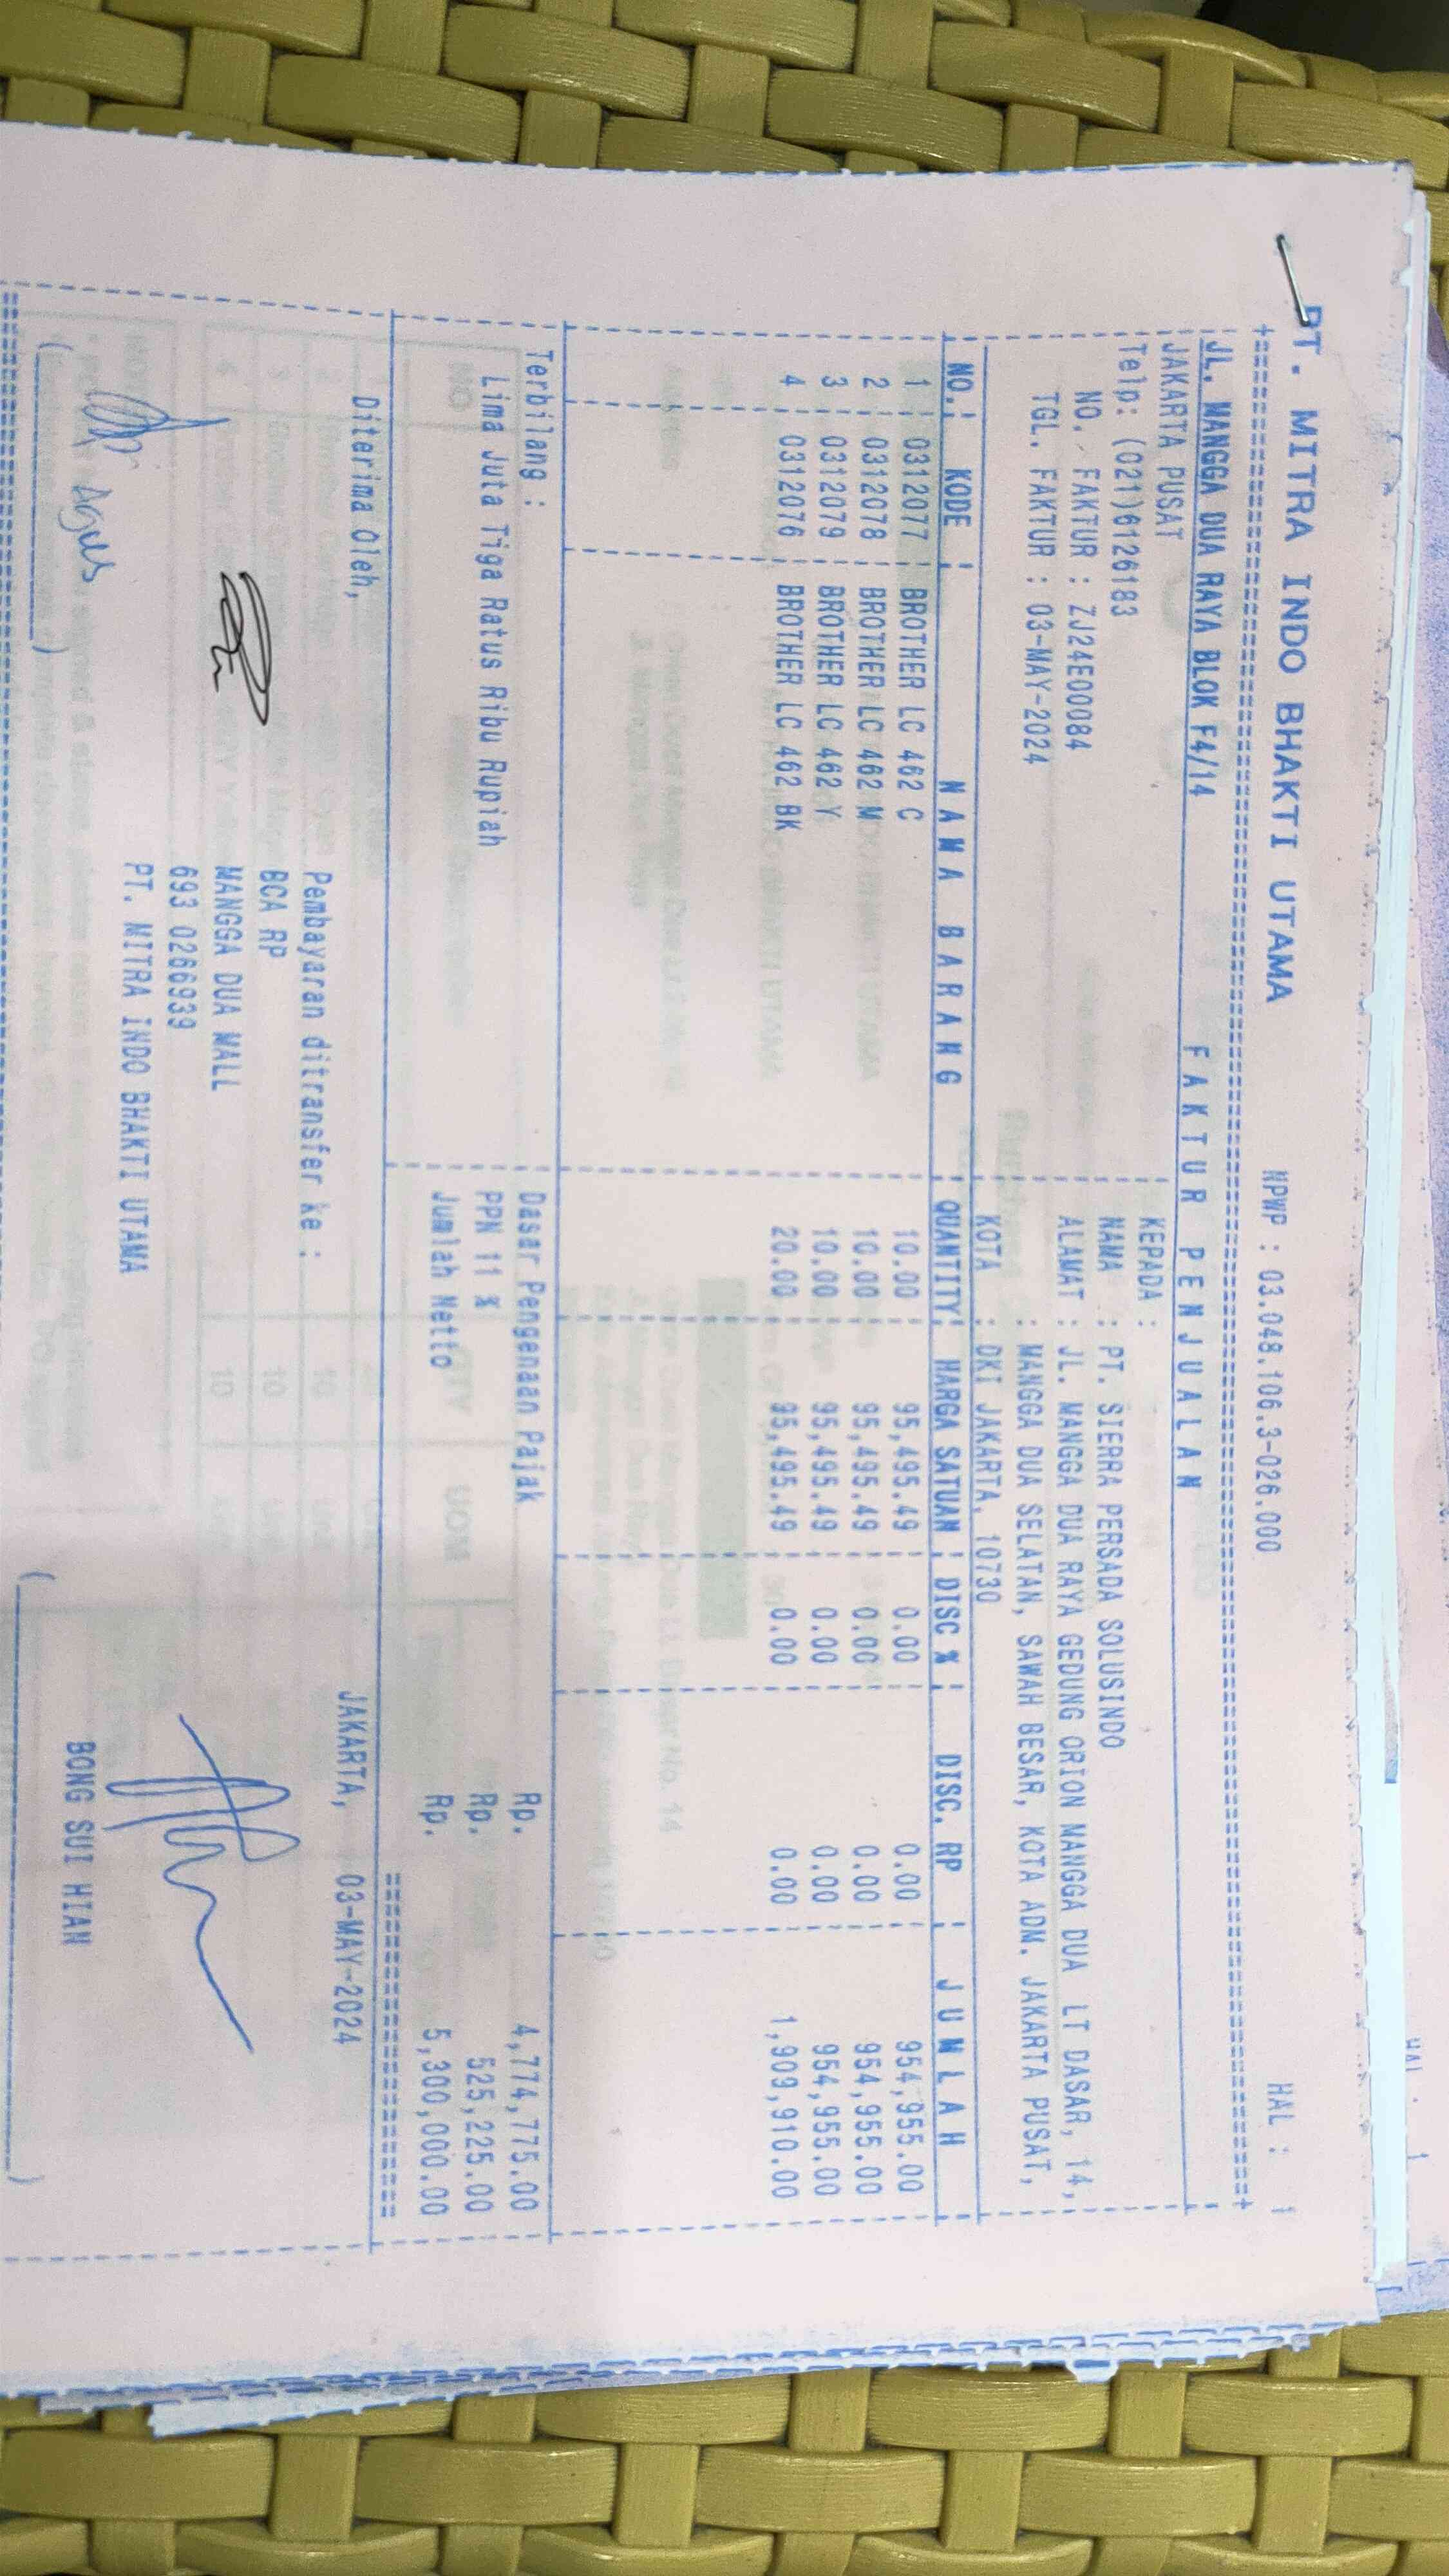 PT. MITRA INDO BHAKTI UTAMA NPWP : 03.048.106.3-026.000 HAL : 1
JL. MANGGA DUA RAYA BLOK F4/14 F A K T U R P E N J U A L A N
JAKARTA PUSAT KEPADA :
Telp: (021)6126183 NAMA : PT. SIERRA PERSADA SOLUSINDO
NO. FAKTUR : ZJ24E00084 ALAMAT : JL. MANGGA DUA RAYA GEDUNG ORION MANGGA DUA LT DASAR, 14,
TGL. FAKTUR : 03-MAY-2024 : MANGGA DUA SELATAN, SAWAH BESAR, KOTA ADM. JAKARTA PUSAT,
KOTA : DKI JAKARTA, 10730
NO. KODE N A M A B A R A N G QUANTITY HARGA SATUAN DISC % DISC. RP J U M L A H
1 0312077 BROTHER LC 462 C 10.00 95,495.49 0.00 0.00 954,955.00
2 0312078 BROTHER LC 462 M 10.00 95,495.49 0.00 0.00 954,955.00
3 0312079 BROTHER LC 462 Y 10.00 95,495.49 0.00 0.00 954,955.00
4 0312076 BROTHER LC 462 BK 20.00 95,495.49 0.00 0.00 1,909,910.00
Terbilang : Dasar Pengenaan Pajak Rp. 4,774,775.00
Lima Juta Tiga Ratus Ribu Rupiah PPN 11 % Rp. 525,225.00
Jumlah Netto Rp. 5,300,000.00
Diterima Oleh, JAKARTA, 03-MAY-2024
Pembayaran ditransfer ke :
BCA RP
MANGGA DUA MALL
693 0266939
PT. MITRA INDO BHAKTI UTAMA
Agus
BONG SUI HIAN